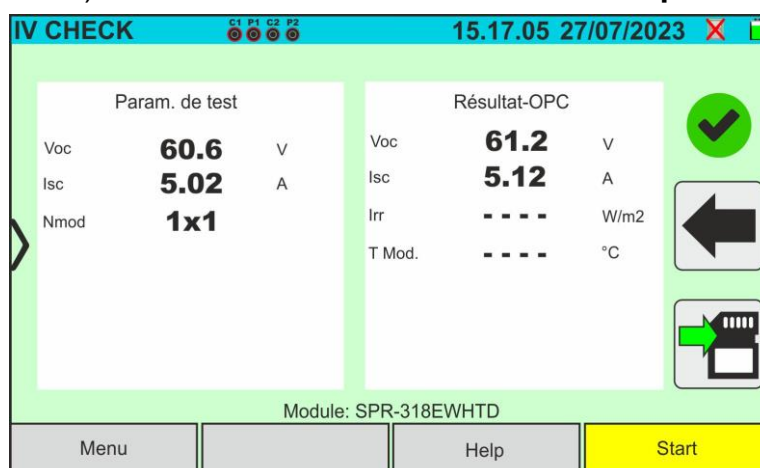 IV CHECK C1 P1 C2 P2 15.17.05 27/07/2023
Param. de test
Voc 60.6 V
Isc 5.02 A
Nmod 1x1
Résultat-OPC
Voc 61.2 V
Isc 5.12 A
Irr - - - - W/m2
T Mod. - - - - °C
Module: SPR-318EWHTD
Menu Help Start